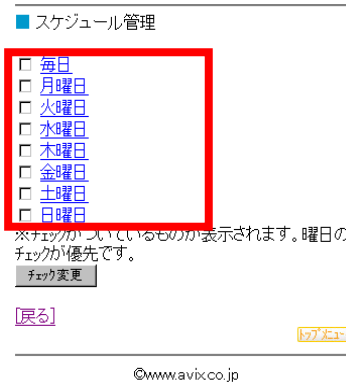 ■ スケジュール管理
毎日
月曜日
火曜日
水曜日
木曜日
金曜日
土曜日
日曜日
※チェックがついているものが表示されます。曜日の
チェックが優先です。
チェック変更
[戻る]
トップメニュー
©www.avix.co.jp